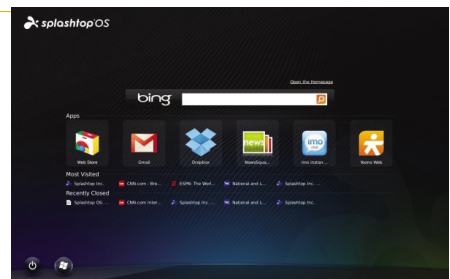 splashtop OS
Open the Homepage
bing
Apps
news
imo
Web Store Gmail Dropbox Yoono Web
Most Visited
Splashtop Inc. CNN.com - Bre... ESPN: The Worl... National and L... Splashtop Inc. ...
Recently Closed
Splashtop OS: ... CNN.com Inter... Splashtop Inc. ... National and L... Splashtop Inc. ...